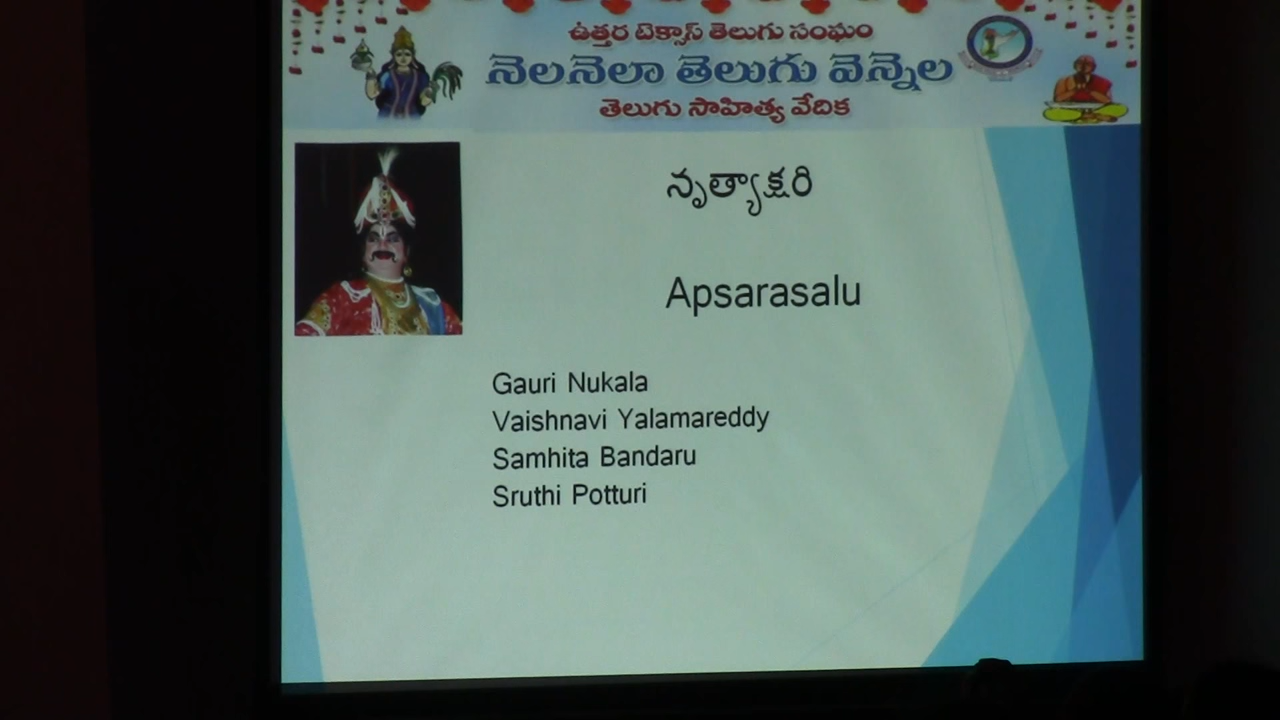 ఉత్తర టెక్సాస్ తెలుగు సంఘం
నెలనెలా తెలుగు వెన్నెల
తెలుగు సాహిత్య వేదిక
నృత్యాక్షరి
Apsarasalu
Gauri Nukala
Vaishnavi Yalamareddy
Samhita Bandaru
Sruthi Potturi